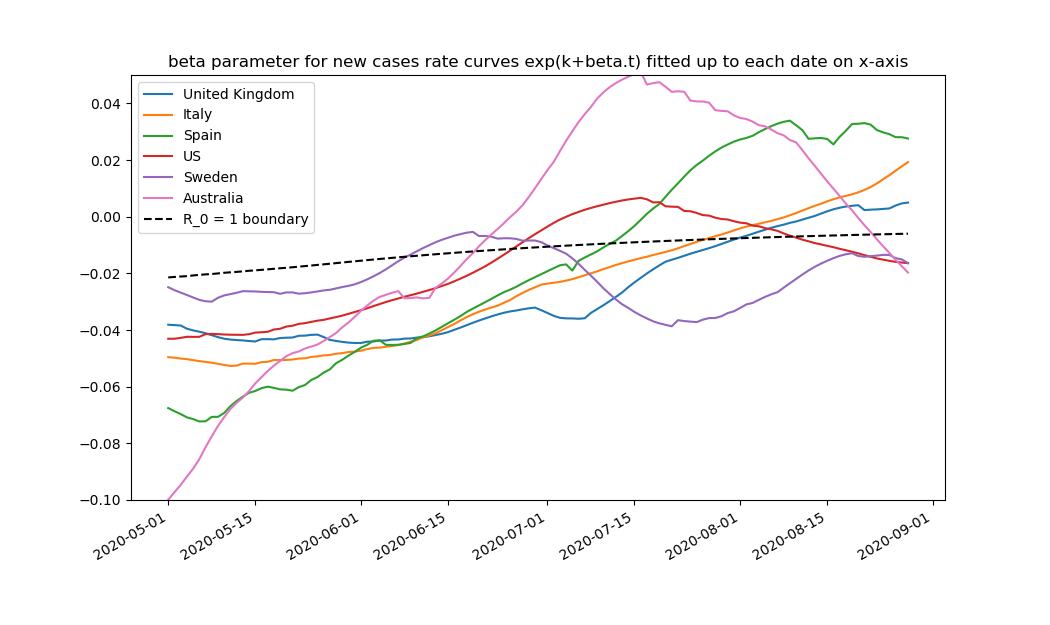 beta parameter for new cases rate curves exp(k+beta.t) fitted up to each date on x-axis
United Kingdom
Italy
Spain
US
Sweden
Australia
R_0 = 1 boundary
0.04
0.02
0.00
−0.02
−0.04
−0.06
−0.08
−0.10
2020-05-01
2020-05-15
2020-06-01
2020-06-15
2020-07-01
2020-07-15
2020-08-01
2020-08-15
2020-09-01